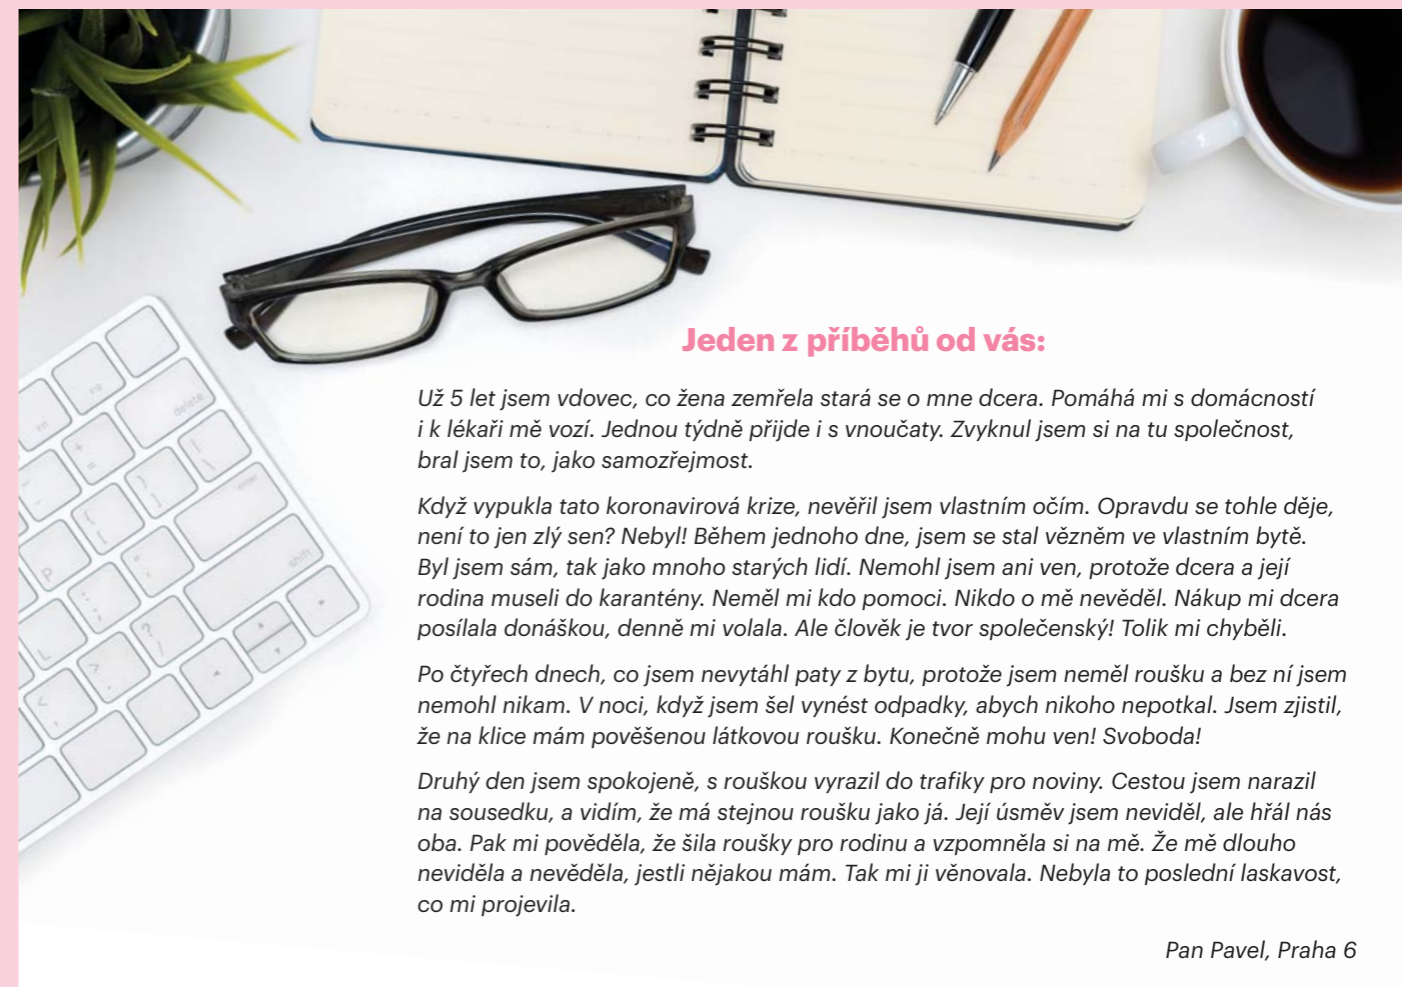 Jeden z příběhů od vás:
Už 5 let jsem vdovec, co žena zemřela stará se o mne dcera. Pomáhá mi s domácností
i k lékaři mě vozí. Jednou týdně přijde i s vnoučaty. Zvyknul jsem si na tu společnost,
bral jsem to, jako samozřejmost.
Když vypukla tato koronavirová krize, nevěřil jsem vlastním očím. Opravdu se tohle děje,
není to jen zlý sen? Nebyl! Během jednoho dne, jsem se stal vězněm ve vlastním bytě.
Byl jsem sám, tak jako mnoho starých lidí. Nemohl jsem ani ven, protože dcera a její
rodina museli do karantény. Neměl mi kdo pomoci. Nikdo o mě nevěděl. Nákup mi dcera
posílala donáškou, denně mi volala. Ale člověk je tvor společenský! Tolik mi chyběli.
Po čtyřech dnech, co jsem nevytáhl paty z bytu, protože jsem neměl roušku a bez ní jsem
nemohl nikam. V noci, když jsem šel vynést odpadky, abych nikoho nepotkal. Jsem zjistil,
že na klice mám pověšenou látkovou roušku. Konečně mohu ven! Svoboda!
Druhý den jsem spokojeně, s rouškou vyrazil do trafiky pro noviny. Cestou jsem narazil
na sousedku, a vidím, že má stejnou roušku jako já. Její úsměv jsem neviděl, ale hřál nás
oba. Pak mi pověděla, že šila roušky pro rodinu a vzpomněla si na mě. Že mě dlouho
neviděla a nevěděla, jestli nějakou mám. Tak mi ji věnovala. Nebyla to poslední laskavost,
co mi projevila.
Pan Pavel, Praha 6
delete
enter
shift
P
L